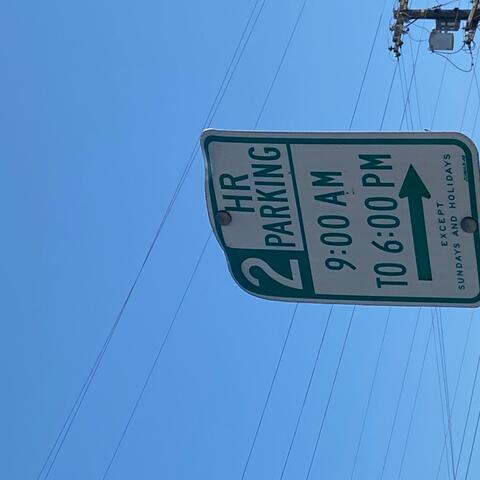 2 HR
PARKING
9:00 AM
TO 6:00 PM
EXCEPT
SUNDAYS AND HOLIDAYS